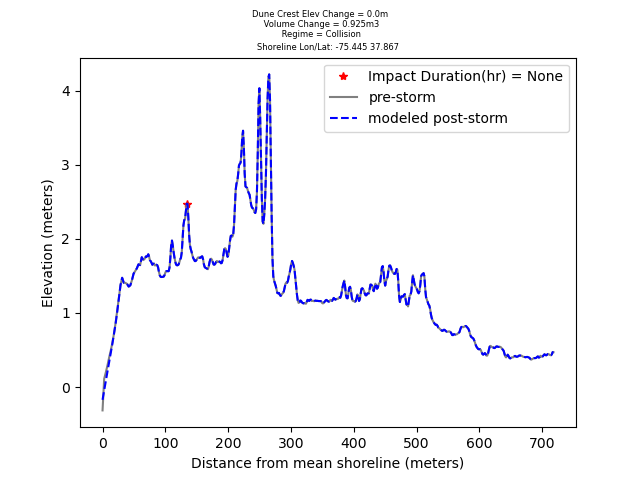 Dune Crest Elev Change = 0.0m
Volume Change = 0.925m3
Regime = Collision
Shoreline Lon/Lat: -75.445 37.867
Impact Duration(hr) = None
pre-storm
modeled post-storm
Elevation (meters)
4
3
2
1
0
0 100 200 300 400 500 600 700
Distance from mean shoreline (meters)